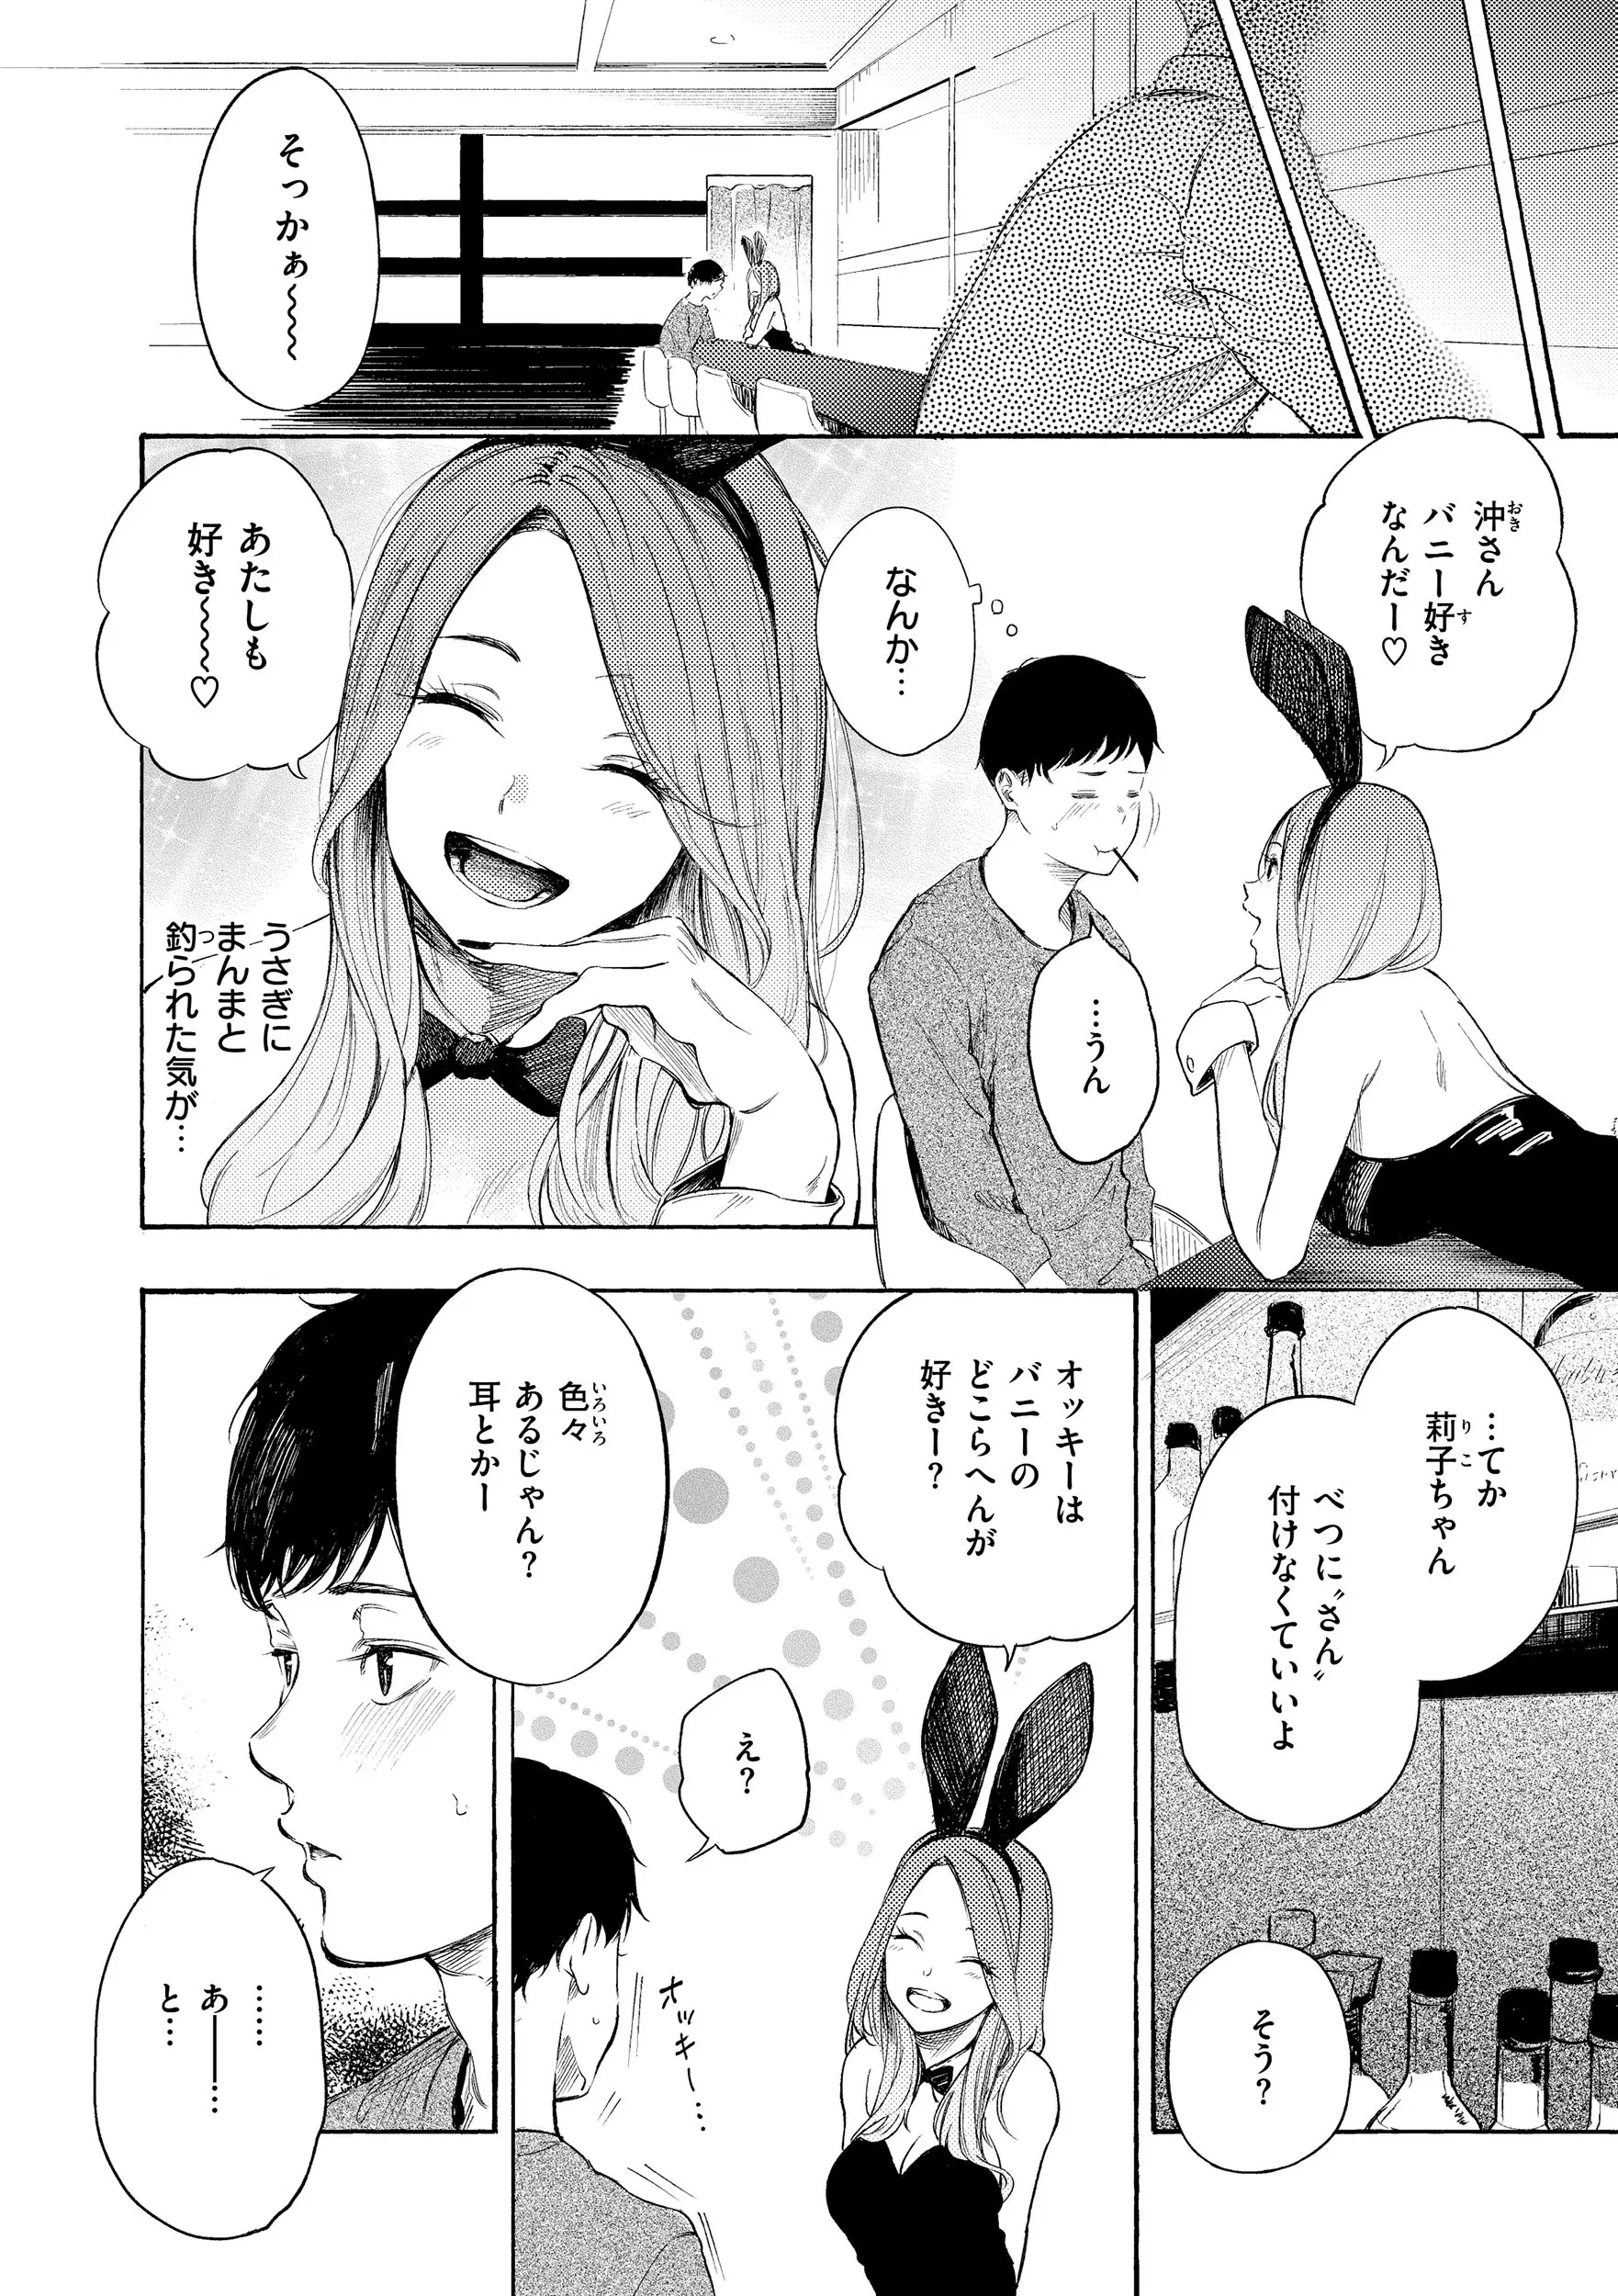 そっかぁ～～～
沖さん
バニー好き
なんだー♡
なんか…
…うん
あたしも
好き～～～♡
うさぎに
まんまと
釣られた気が…
…てか
莉子ちゃん
べつに〝さん〟
付けなくていいよ
そう？
オッキーは
バニーの
どこらへんが
好きー？
え？
オッキー…
色々
あるじゃん？
耳とかー
……
あーー…
と…